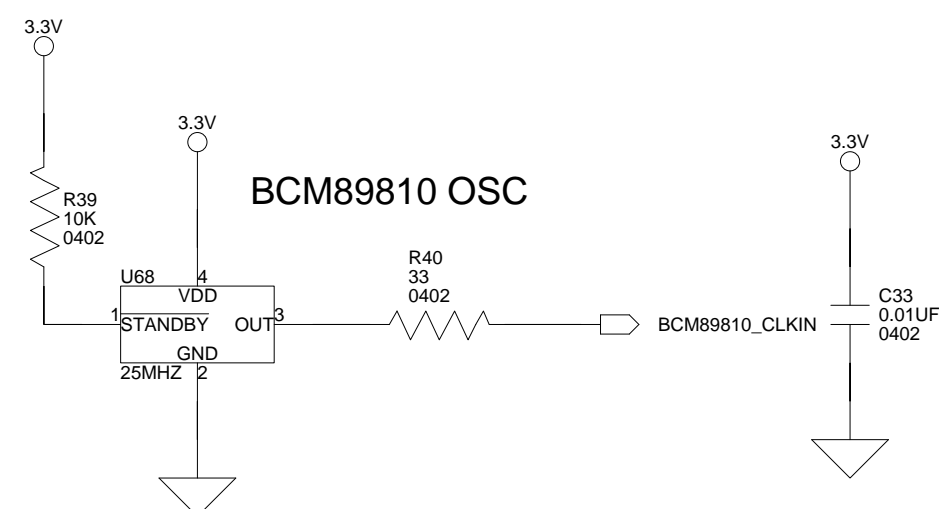 3.3V
3.3V
3.3V
BCM89810 OSC
R39
10K
0402
R40
33
0402
U68
4
VDD
1
STANDBY
OUT
3
GND
25MHZ
2
BCM89810_CLKIN
C33
0.01UF
0402